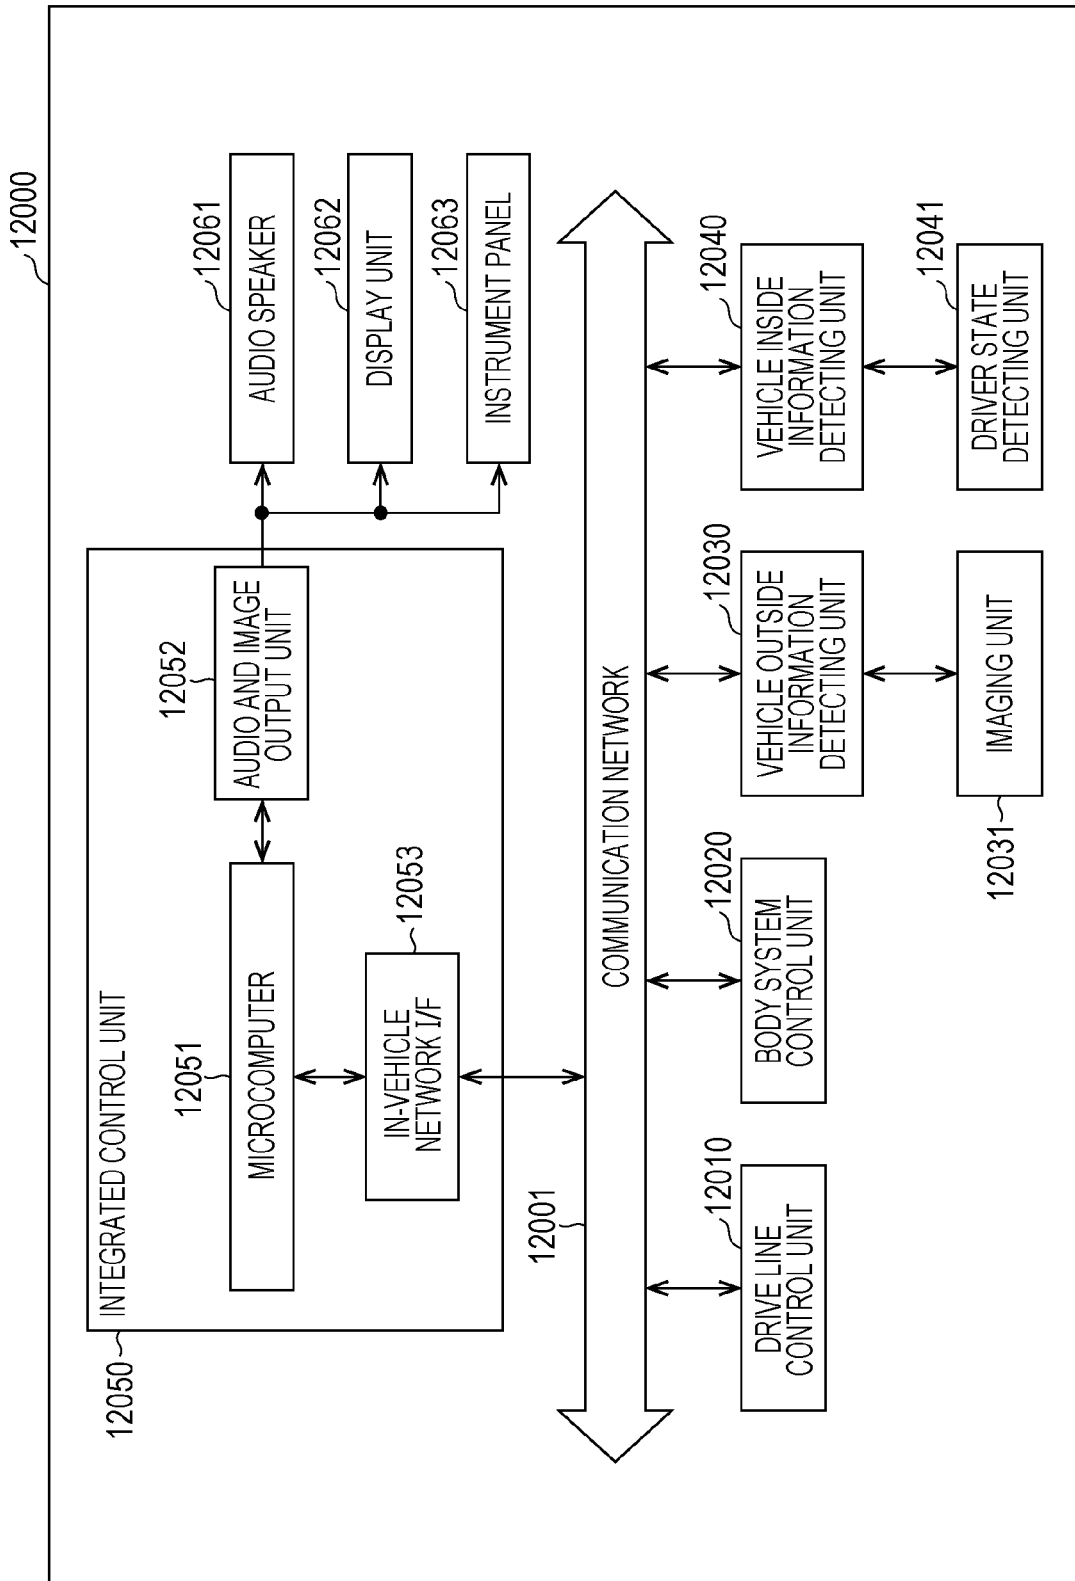 12000
12050
INTEGRATED CONTROL UNIT
12051
MICROCOMPUTER
12052
AUDIO AND IMAGE
OUTPUT UNIT
12053
IN-VEHICLE
NETWORK I/F
12061
AUDIO SPEAKER
12062
DISPLAY UNIT
12063
INSTRUMENT PANEL
12001
COMMUNICATION NETWORK
12010
DRIVE LINE
CONTROL UNIT
12020
BODY SYSTEM
CONTROL UNIT
12030
VEHICLE OUTSIDE
INFORMATION
DETECTING UNIT
12040
VEHICLE INSIDE
INFORMATION
DETECTING UNIT
12031
IMAGING UNIT
12041
DRIVER STATE
DETECTING UNIT